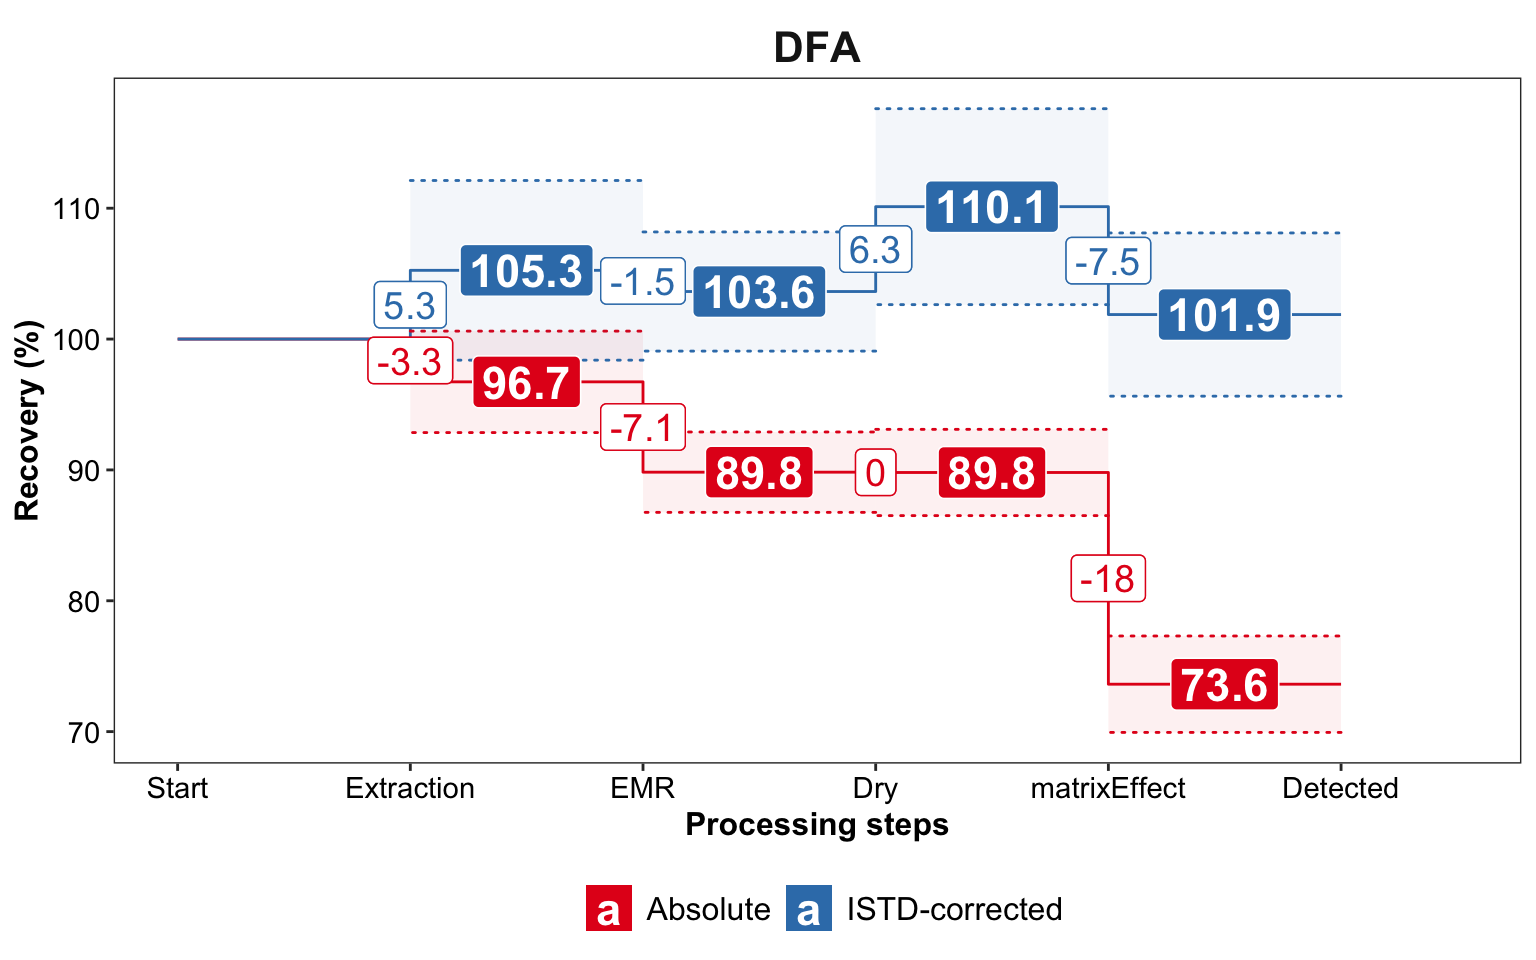 DFA
Recovery (%)
110
100
90
80
70
5.3
105.3
-1.5
103.6
6.3
110.1
-7.5
101.9
-3.3
96.7
-7.1
89.8
0
89.8
-18
73.6
Start
Extraction
EMR
Dry
matrixEffect
Detected
Processing steps
a Absolute a ISTD-corrected